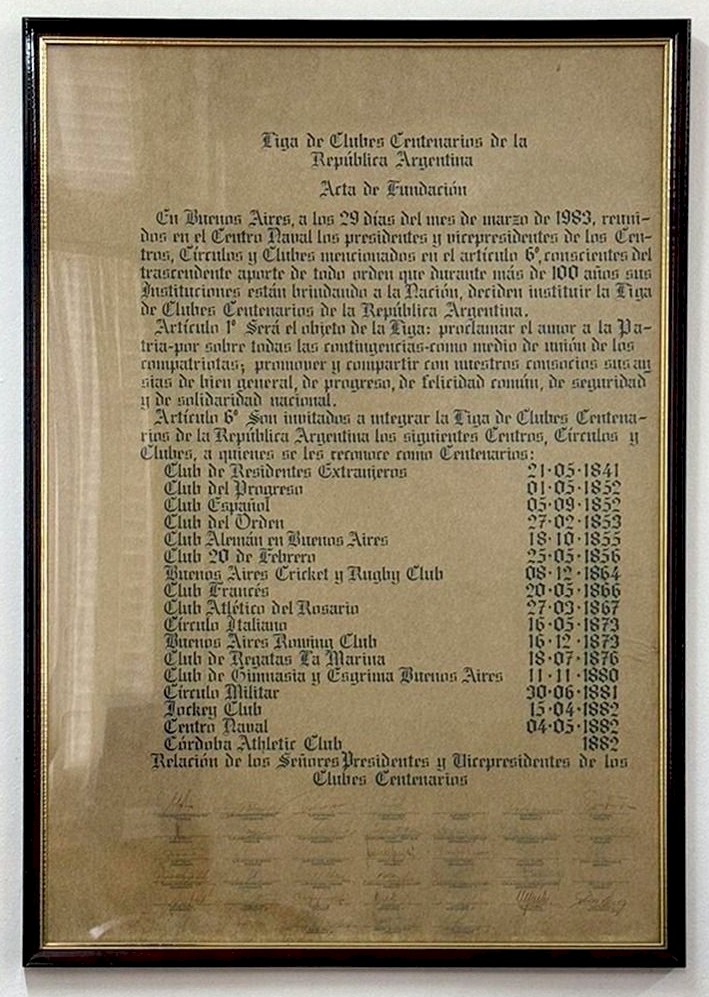 Liga de Clubes Centenarios de la
República Argentina
Acta de Fundación
En Buenos Aires, a los 29 días del mes de marzo de 1983, reuni-
dos en el Centro Naval los presidentes y vicepresidentes de los Cen-
tros, Círculos y Clubes mencionados en el artículo 6º, conscientes del
trascendente aporte de todo orden que durante más de 100 años sus
Instituciones están brindando a la Nación, deciden instituir la Liga
de Clubes Centenarios de la República Argentina.
Artículo 1º Será el objeto de la Liga: proclamar el amor a la Pa-
tria-por sobre todas las contingencias-como medio de unión de los
compatriotas; promover y compartir con nuestros consocios sus an
sias de bien general, de progreso, de felicidad común, de seguridad
y de solidaridad nacional.
Artículo 6º Son invitados a integrar la Liga de Clubes Centena-
rios de la República Argentina los siguientes Centros, Círculos y
Clubes, a quienes se les reconoce como Centenarios:
Club de Residentes Extranjeros 21·05·1841
Club del Progreso 01·05·1852
Club Español 05·09·1852
Club del Orden 27·02·1853
Club Alemán en Buenos Aires 18·10·1855
Club 20 de Febrero 25·05·1856
Buenos Aires Cricket y Rugby Club 08·12·1864
Club Francés 20·05·1866
Club Atlético del Rosario 27·03·1867
Círculo Italiano 16·05·1873
Buenos Aires Rowing Club 16·12·1873
Club de Regatas La Marina 18·07·1876
Club de Gimnasia y Esgrima Buenos Aires 11·11·1880
Círculo Militar 30·06·1881
Jockey Club 15·04·1882
Centro Naval 04·05·1882
Córdoba Athletic Club 1882
Relación de los Señores Presidentes y Vicepresidentes de los
Clubes Centenarios